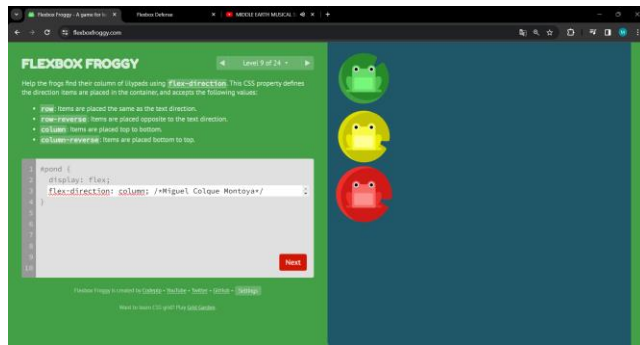 Flexbox Froggy - A game for le
Flexbox Defense
MIDDLE EARTH MUSICAL S
flexboxfroggy.com
FLEXBOX FROGGY
Level 9 of 24
Help the frogs find their column of lilypads using flex-direction. This CSS property defines
the direction items are placed in the container, and accepts the following values:
row: Items are placed the same as the text direction.
row-reverse: Items are placed opposite to the text direction.
column: Items are placed top to bottom.
column-reverse: Items are placed bottom to top.
1 #pond {
2 display: flex;
3 flex-direction: column; /*Miguel Colque Montoya*/
4 }
5
6
7
8
9
10
Next
Flexbox Froggy is created by Codepip • YouTube • Twitter • GitHub • Settings
Want to learn CSS grid? Play Grid Garden